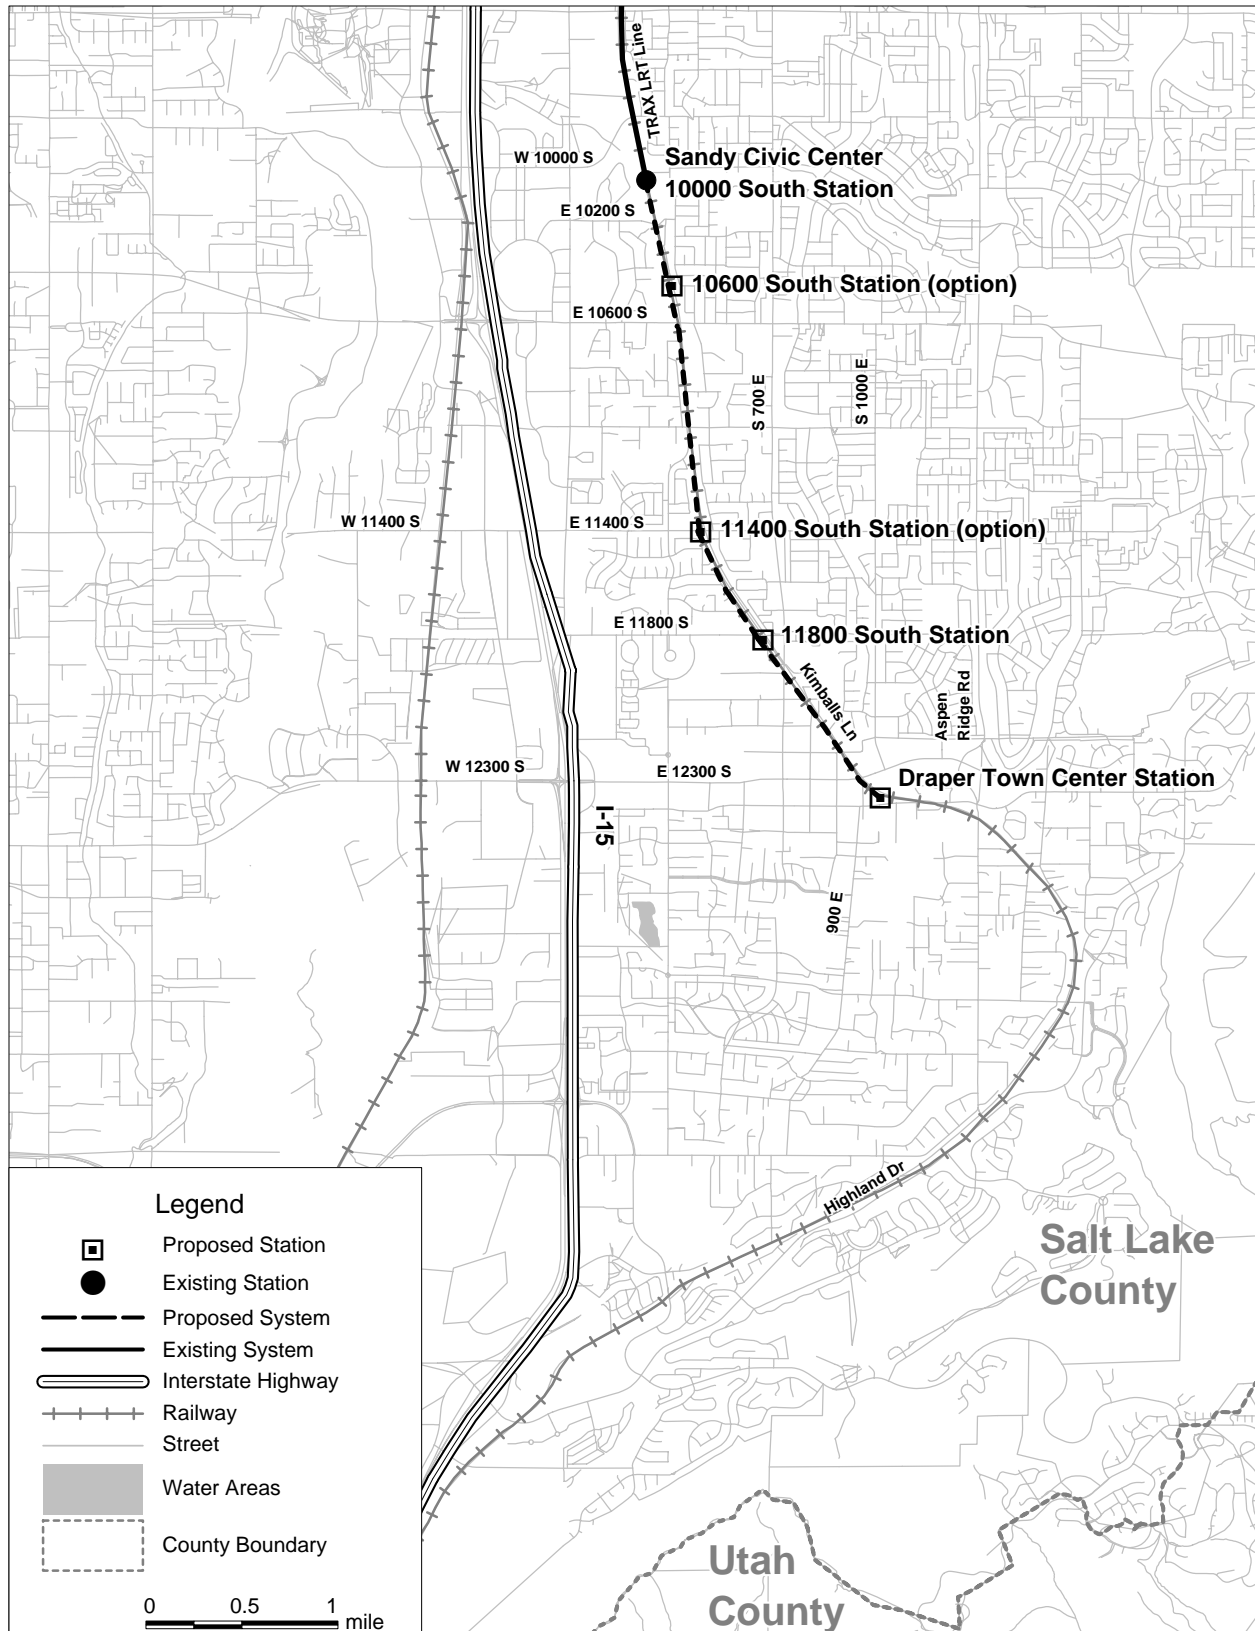 TRAX LRT Line
W 10000 S
Sandy Civic Center
10000 South Station
E 10200 S
10600 South Station (option)
E 10600 S
S 700 E
S 1000 E
W 11400 S
E 11400 S
11400 South Station (option)
E 11800 S
11800 South Station
Kimballs Ln
Aspen
Ridge Rd
W 12300 S
E 12300 S
Draper Town Center Station
I-15
900 E
Highland Dr
Salt Lake
County
Utah
County
Legend
Proposed Station
Existing Station
Proposed System
Existing System
Interstate Highway
Railway
Street
Water Areas
County Boundary
0 0.5 1
mile